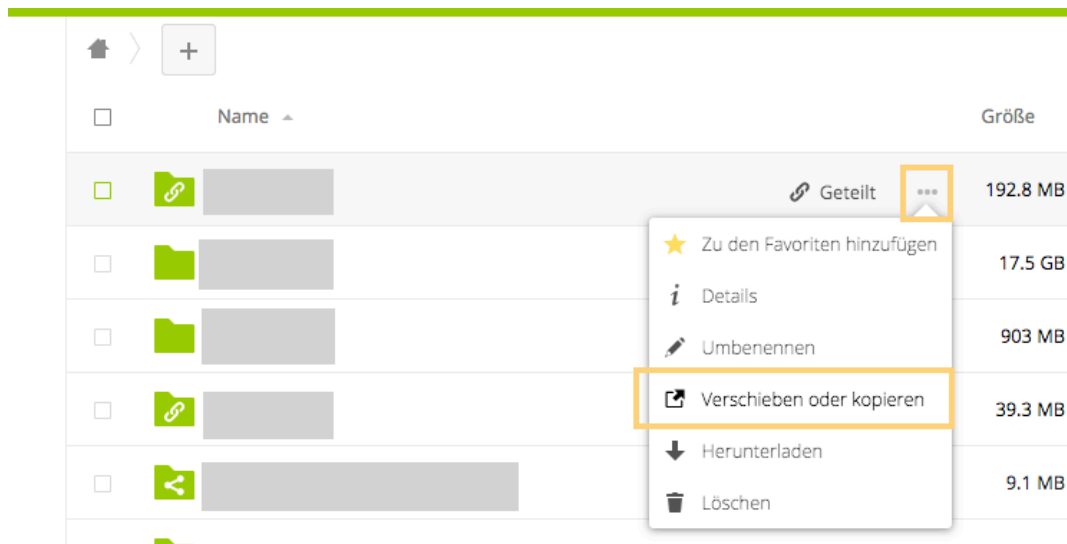 Name
Größe
Geteilt
192.8 MB
Zu den Favoriten hinzufügen
17.5 GB
Details
Umbenennen
903 MB
Verschieben oder kopieren
39.3 MB
Herunterladen
9.1 MB
Löschen